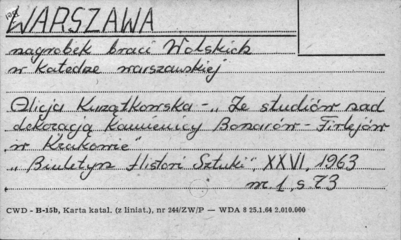 WARSZAWA
nagrobek braci Wolskich
w Katedze warszawskiej
Alicja Kurzątkowska - „Ze studiów nad
dekoracją Kamienicy Bonarów - Firlejów
w Krakowie"
„Biuletyn Histori Sztuki", XXVI, 1963
nr. 1, s. 73
CWD - B-15b, Karta katal. (z liniat.), nr 244/ZW/P — WDA 8 25.1.64 2.010.000